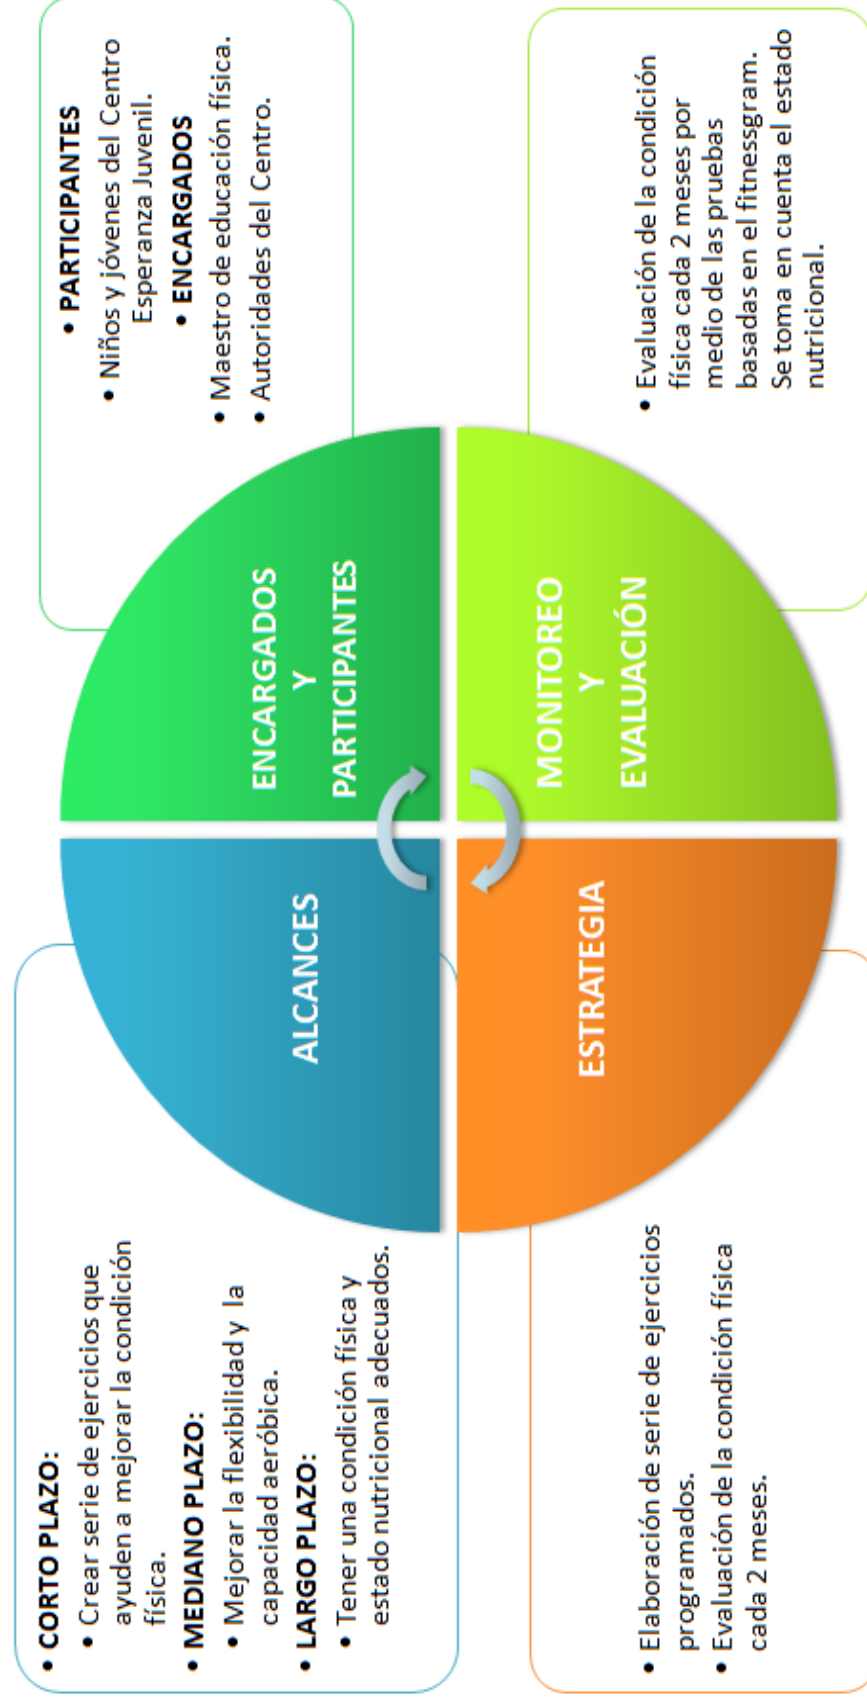 • CORTO PLAZO:
• Crear serie de ejercicios que
ayuden a mejorar la condición
física.
• MEDIANO PLAZO:
• Mejorar la flexibilidad y la
capacidad aeróbica.
• LARGO PLAZO:
• Tener una condición física y
estado nutricional adecuados.
ALCANCES
ENCARGADOS
Y
PARTICIPANTES
• PARTICIPANTES
• Niños y jóvenes del Centro
Esperanza Juvenil.
• ENCARGADOS
• Maestro de educación física.
• Autoridades del Centro.
• Elaboración de serie de ejercicios
programados.
• Evaluación de la condición física
cada 2 meses.
ESTRATEGIA
MONITOREO
Y
EVALUACIÓN
• Evaluación de la condición
física cada 2 meses por
medio de las pruebas
basadas en el fitnessgram.
Se toma en cuenta el estado
nutricional.